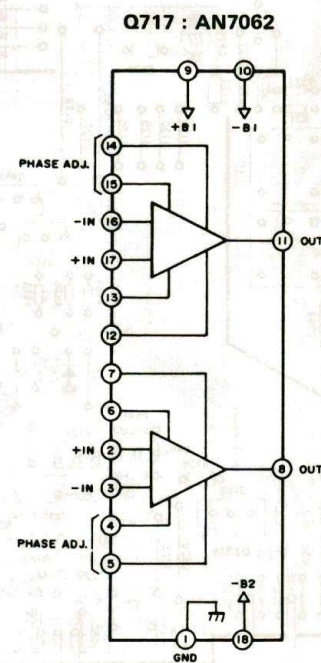 Q717 : AN7062
9 10
+B1 -B1
14
PHASE ADJ.
15
16
-IN
11 OUT
+IN
17
13
12
7
6
+IN 2
8 OUT
-IN 3
4
PHASE ADJ.
5
-B2
1 18
GND